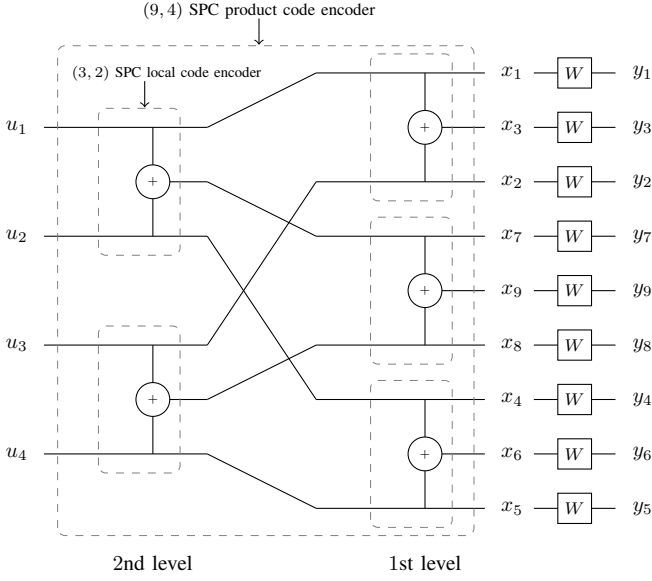 (9, 4) SPC product code encoder
(3, 2) SPC local code encoder
x₁ W y₁
u₁ + x₃ W y₃
+ x₂ W y₂
u₂ x₇ W y₇
+ x₉ W y₉
u₃ x₈ W y₈
+ x₄ W y₄
u₄ + x₆ W y₆
x₅ W y₅
2nd level 1st level